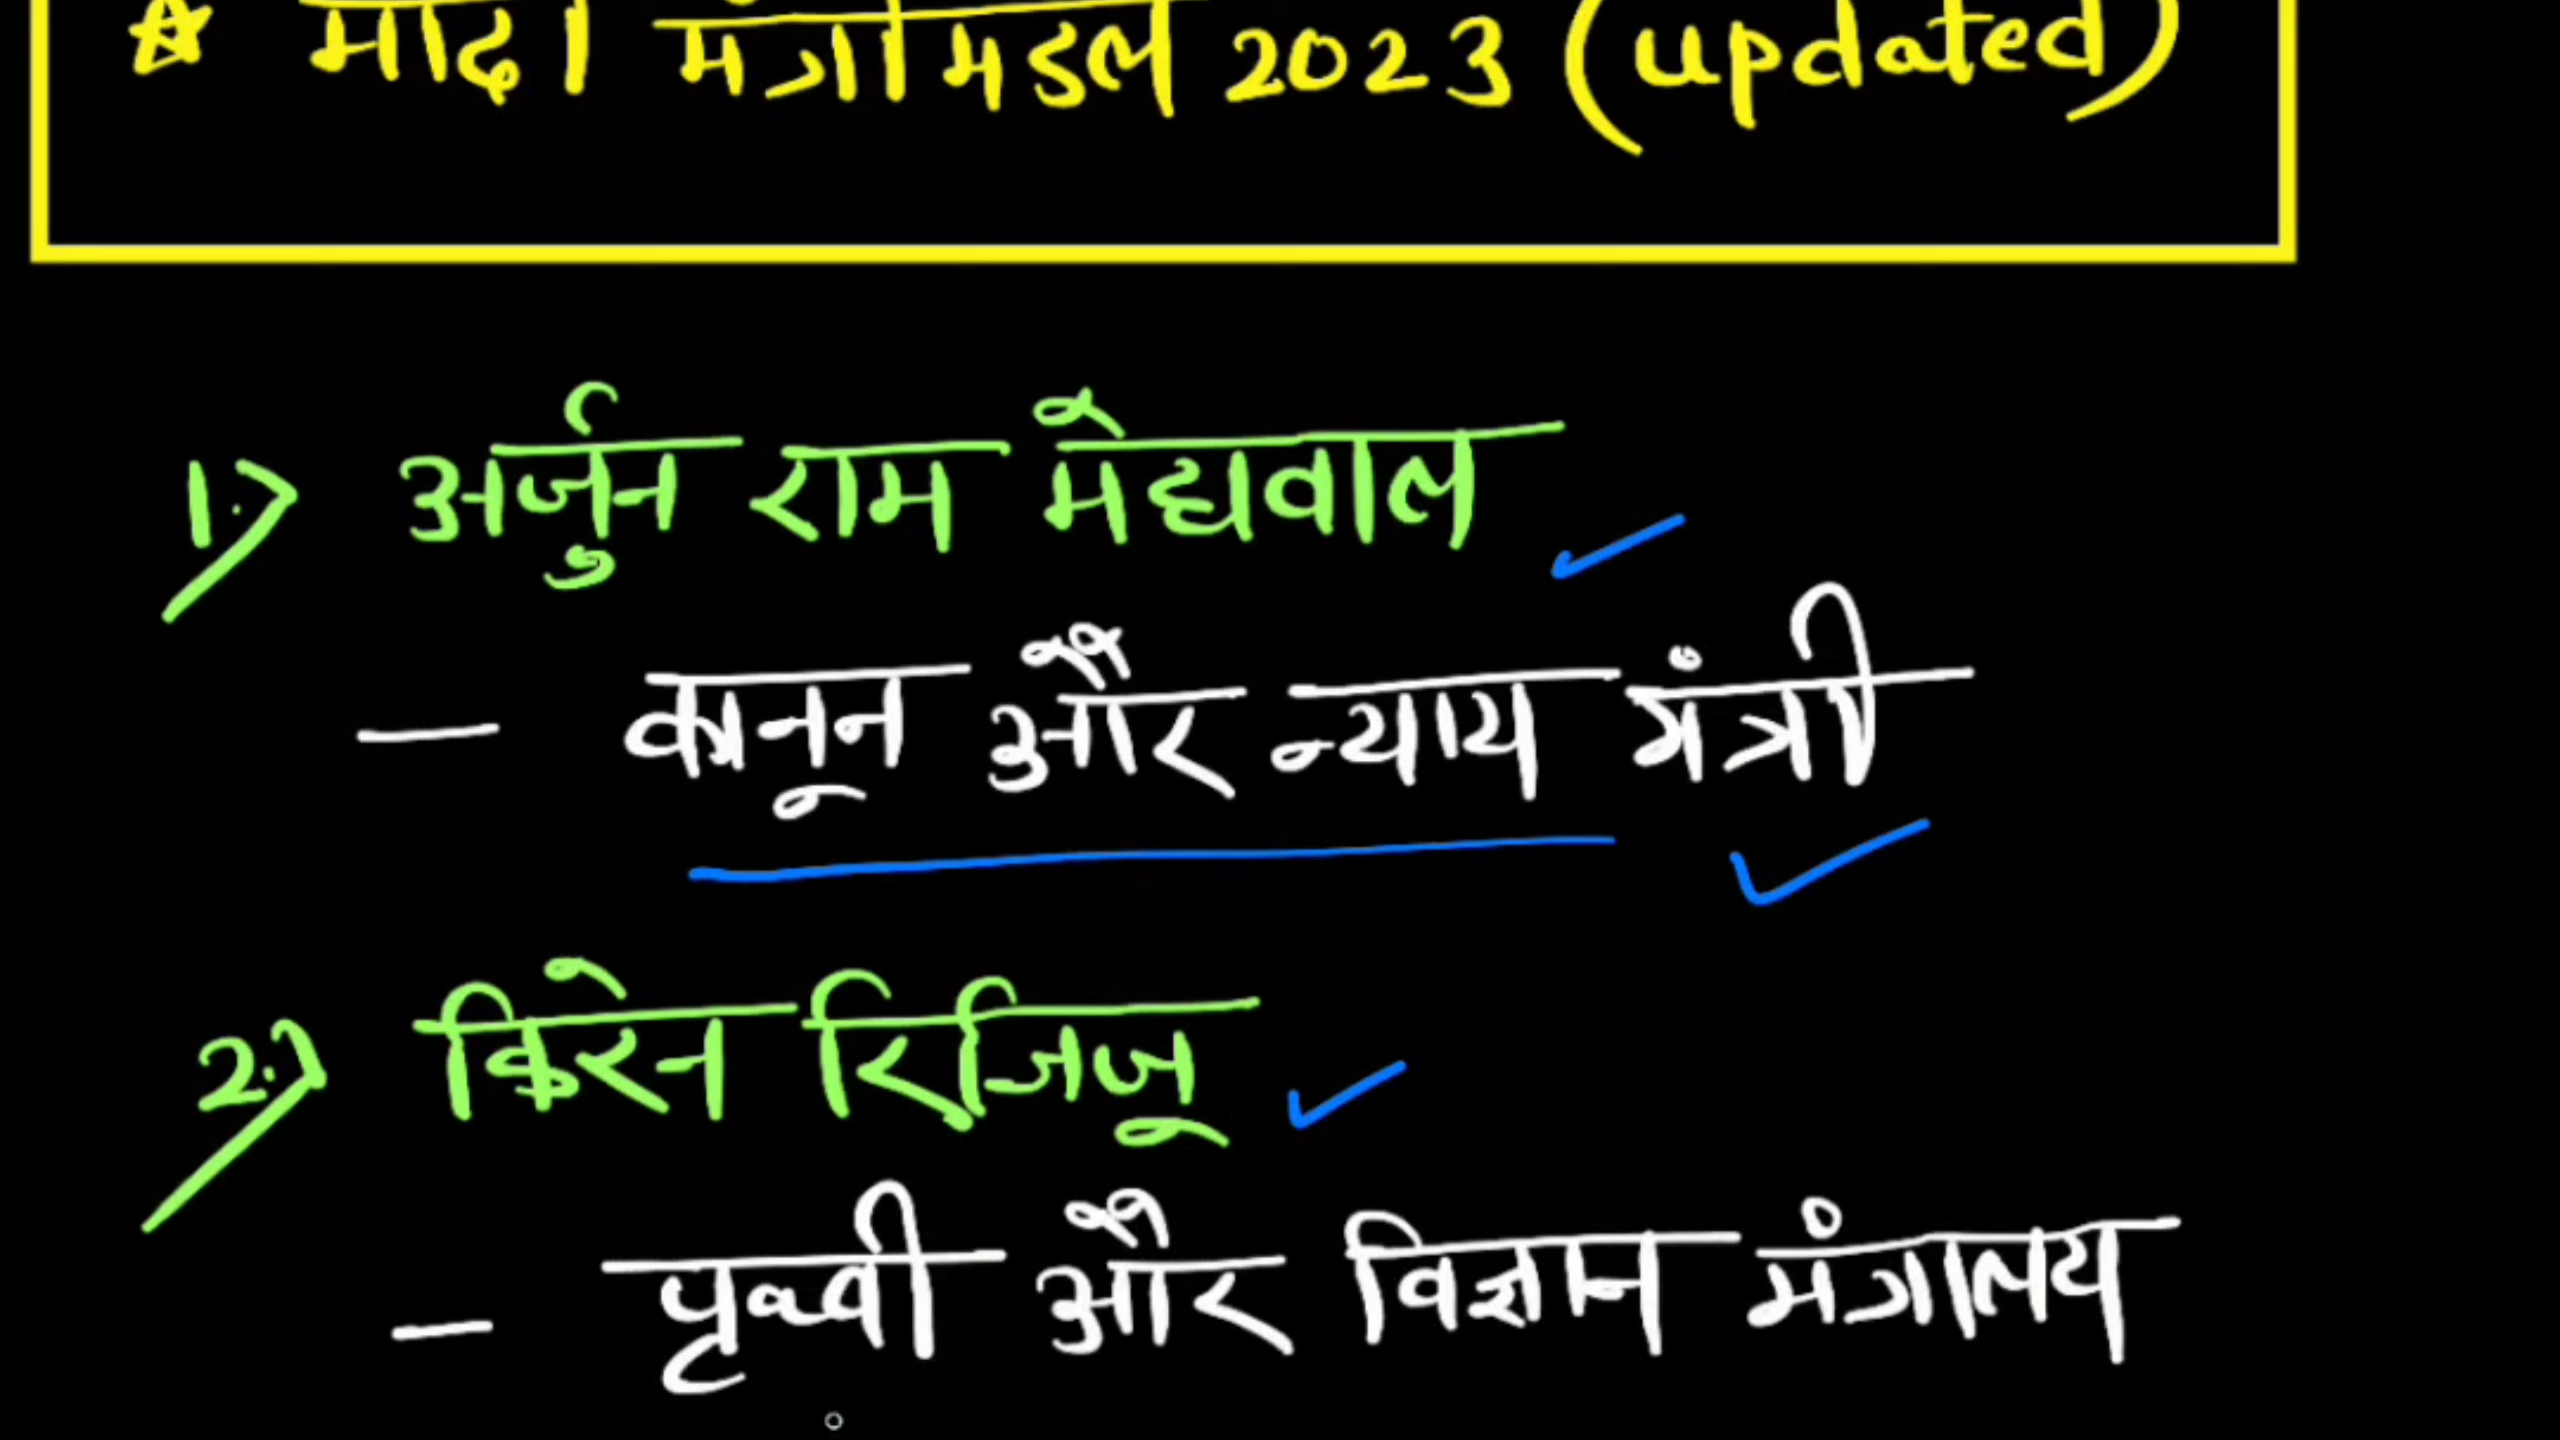 ☆ मोदी मंत्रीमंडल 2023 (updated)
1.) अर्जुन राम मेघवाल
– कानून और न्याय मंत्री
2.) किरेन रिजिजू
– पृथ्वी और विज्ञान मंत्रालय